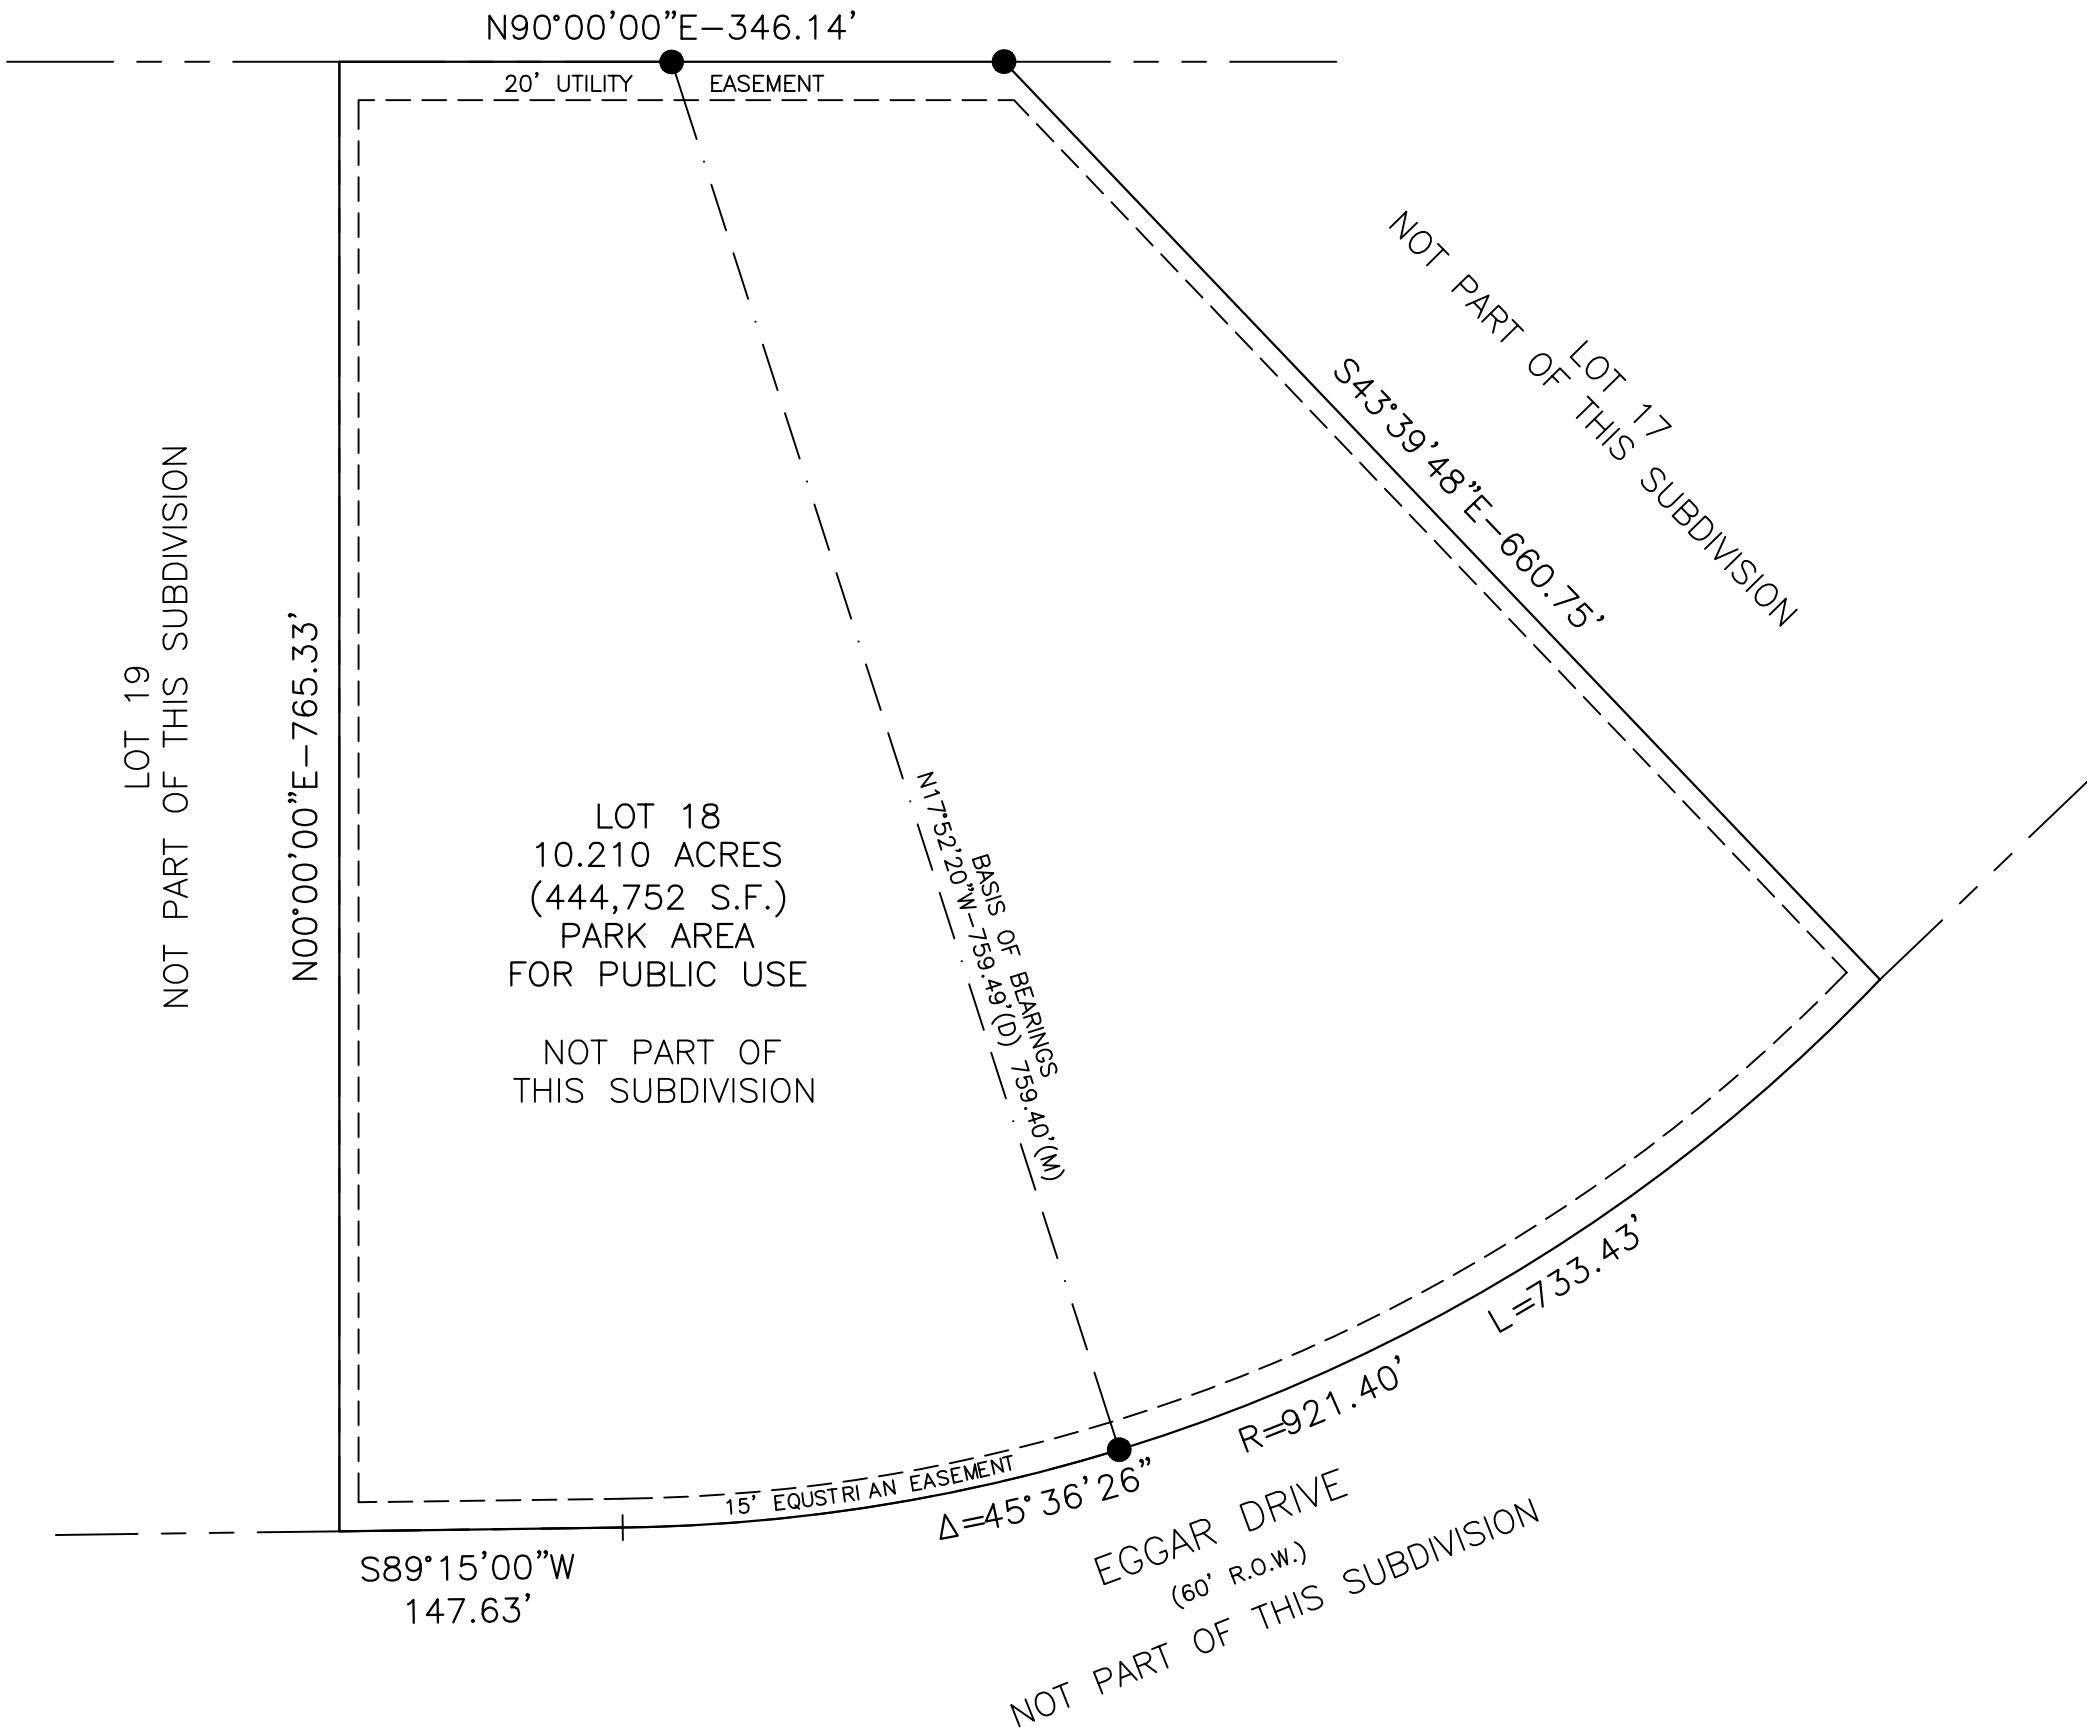 N90°00'00"E-346.14'
20' UTILITY EASEMENT
NOT PART OF THIS SUBDIVISION
LOT 17
S43°39'48"E-660.75'
LOT 19
NOT PART OF THIS SUBDIVISION
N00°00'00"E-765.33'
LOT 18
10.210 ACRES
(444,752 S.F.)
PARK AREA
FOR PUBLIC USE
NOT PART OF
THIS SUBDIVISION
BASIS OF BEARINGS
N17°52'20"W-759.49'(D) 759.40'(M)
15' EQUSTRIAN EASEMENT
Δ=45°36'26"
R=921.40'
L=733.43'
EGGAR DRIVE
(60' R.O.W.)
NOT PART OF THIS SUBDIVISION
S89°15'00"W
147.63'